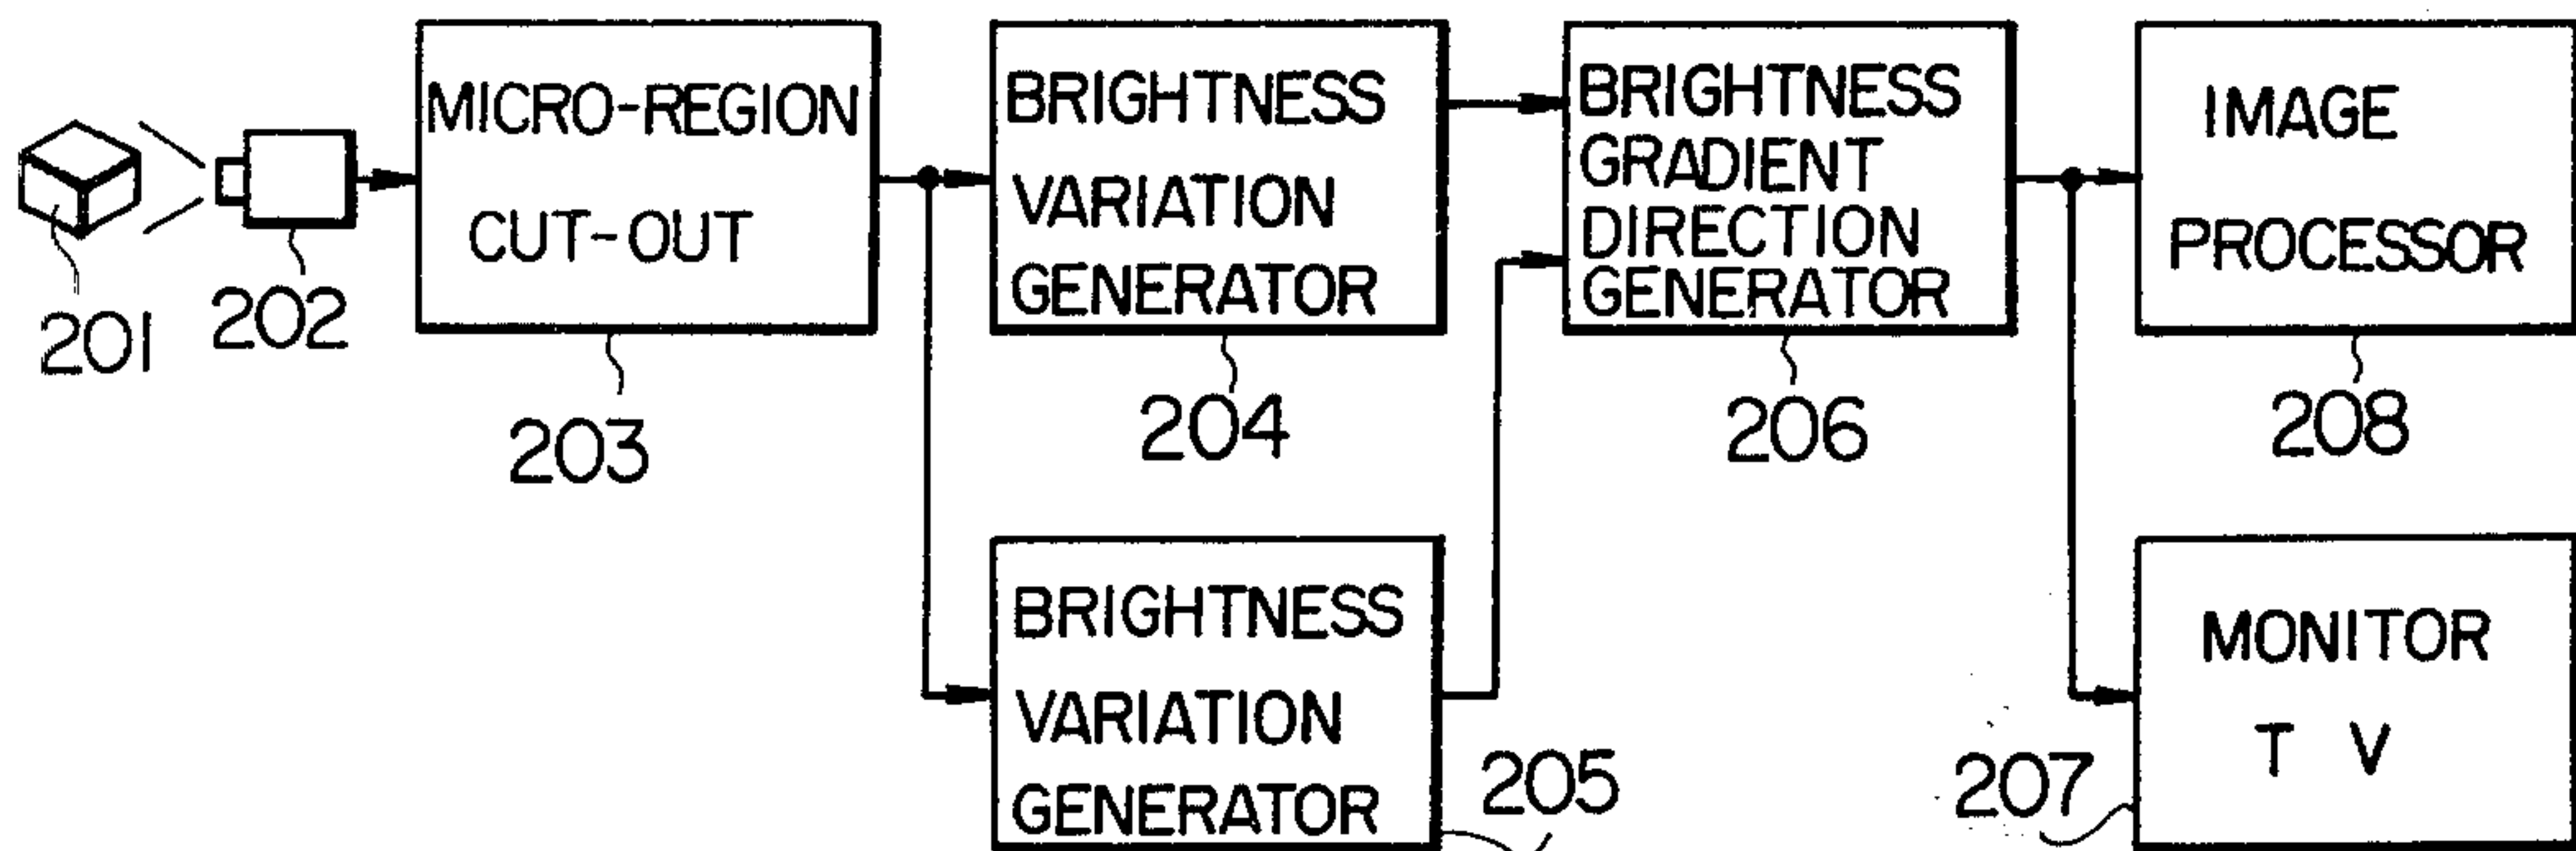 MICRO-REGION
CUT-OUT
BRIGHTNESS
VARIATION
GENERATOR
BRIGHTNESS
GRADIENT
DIRECTION
GENERATOR
IMAGE
PROCESSOR
201
202
203
204
206
208
BRIGHTNESS
VARIATION
GENERATOR
205
MONITOR
T V
207